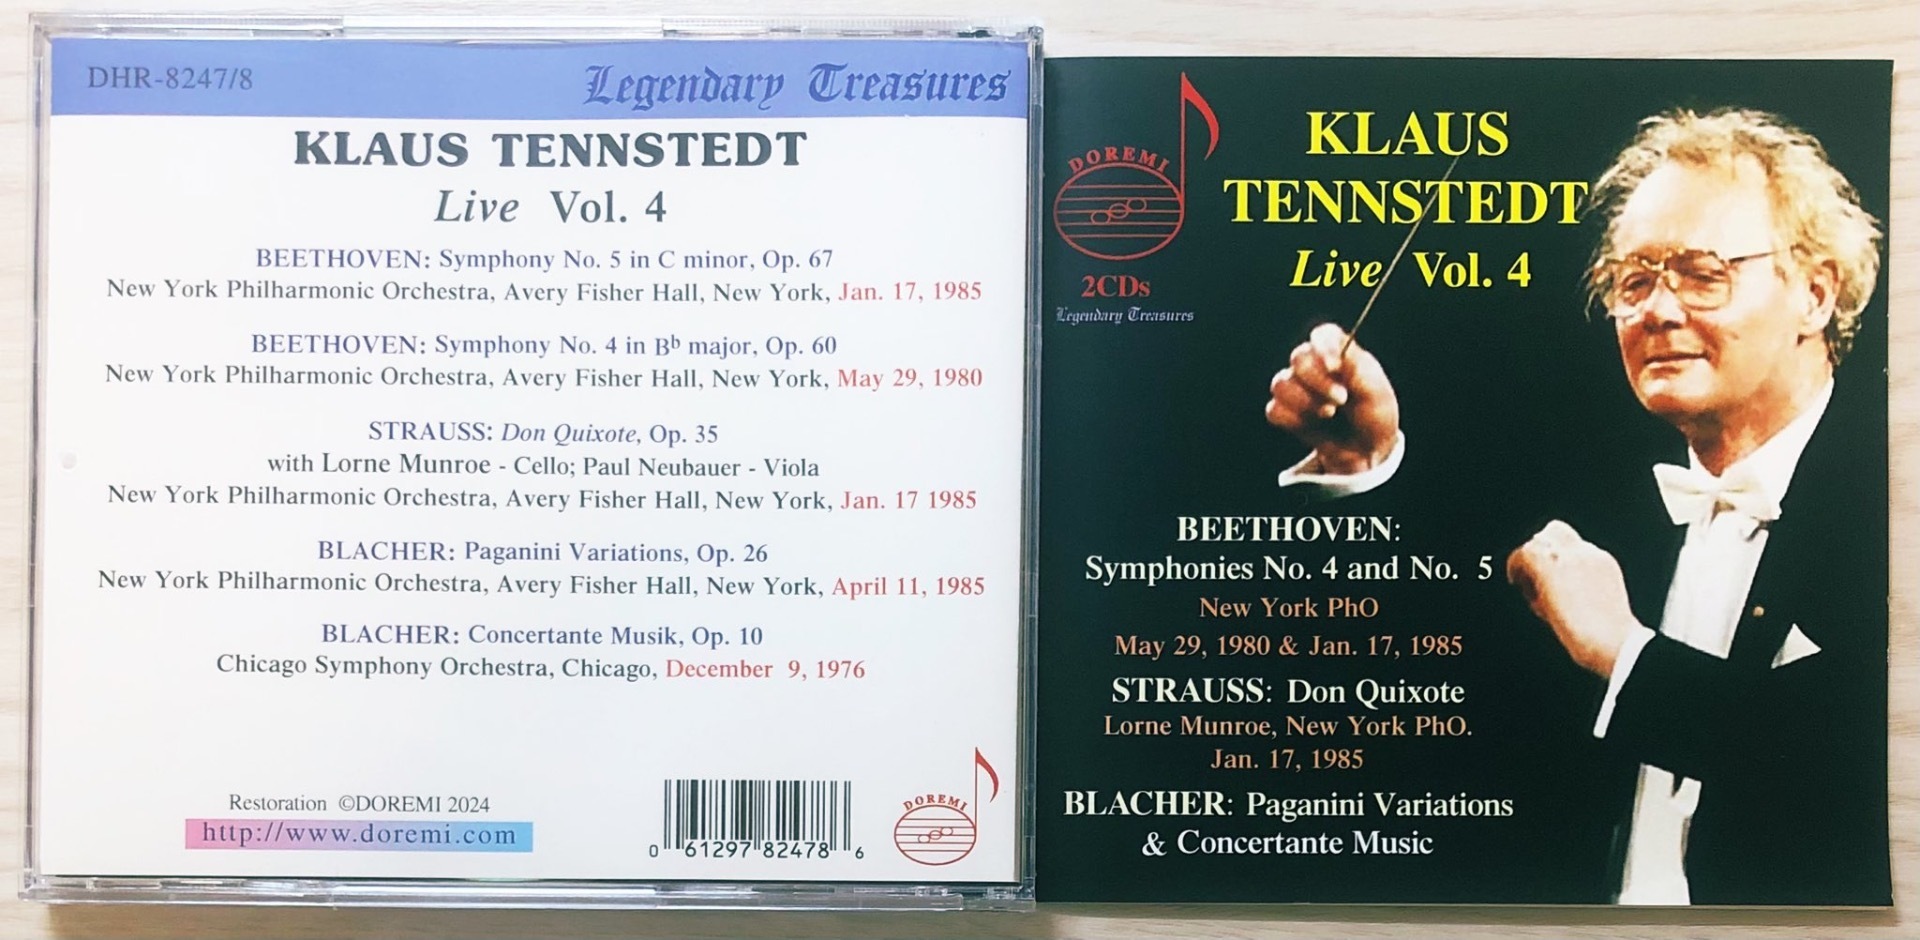 DHR-8247/8
Legendary Treasures
KLAUS TENNSTEDT
Live Vol. 4
BEETHOVEN: Symphony No. 5 in C minor, Op. 67
New York Philharmonic Orchestra, Avery Fisher Hall, New York, Jan. 17, 1985
BEETHOVEN: Symphony No. 4 in Bb major, Op. 60
New York Philharmonic Orchestra, Avery Fisher Hall, New York, May 29, 1980
STRAUSS: Don Quixote, Op. 35
with Lorne Munroe - Cello; Paul Neubauer - Viola
New York Philharmonic Orchestra, Avery Fisher Hall, New York, Jan. 17 1985
BLACHER: Paganini Variations, Op. 26
New York Philharmonic Orchestra, Avery Fisher Hall, New York, April 11, 1985
BLACHER: Concertante Musik, Op. 10
Chicago Symphony Orchestra, Chicago, December 9, 1976
Restoration ©DOREMI 2024
http://www.doremi.com
0 61297 82478 6
DOREMI
DOREMI
2CDs
Legendary Treasures
KLAUS
TENNSTEDT
Live Vol. 4
BEETHOVEN:
Symphonies No. 4 and No. 5
New York PhO
May 29, 1980 & Jan. 17, 1985
STRAUSS: Don Quixote
Lorne Munroe, New York PhO.
Jan. 17, 1985
BLACHER: Paganini Variations
& Concertante Music